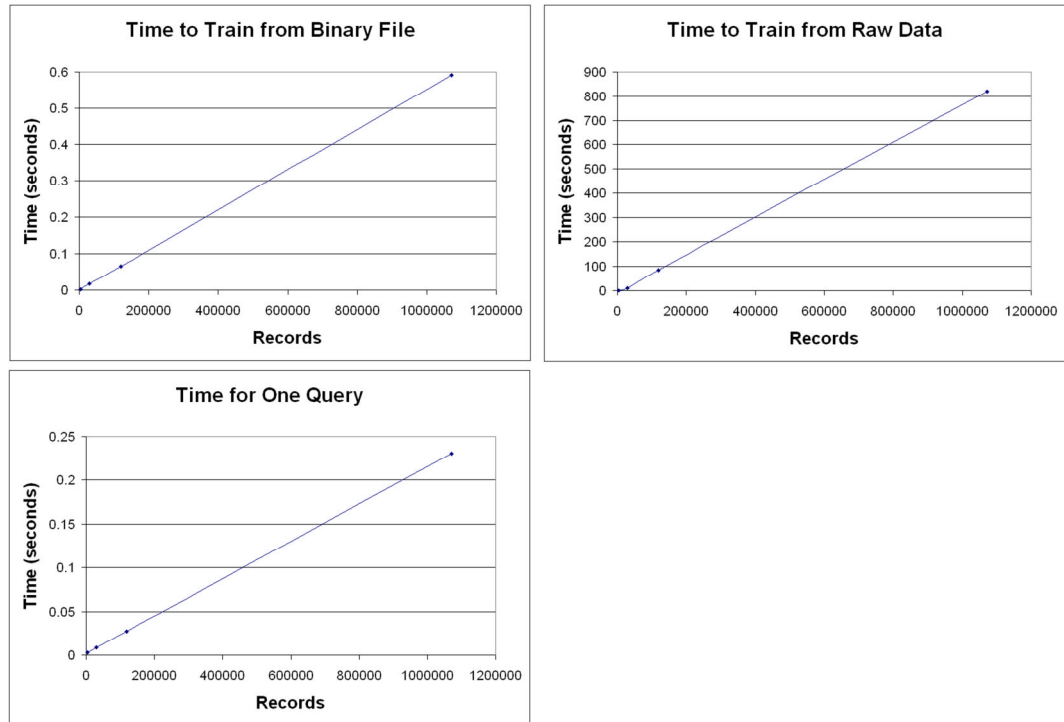 Time to Train from Binary File
Time (seconds)
0.6
0.5
0.4
0.3
0.2
0.1
0
0 200000 400000 600000 800000 1000000 1200000
Records
Time to Train from Raw Data
Time (seconds)
900
800
700
600
500
400
300
200
100
0
0 200000 400000 600000 800000 1000000 1200000
Records
Time for One Query
Time (seconds)
0.25
0.2
0.15
0.1
0.05
0
0 200000 400000 600000 800000 1000000 1200000
Records